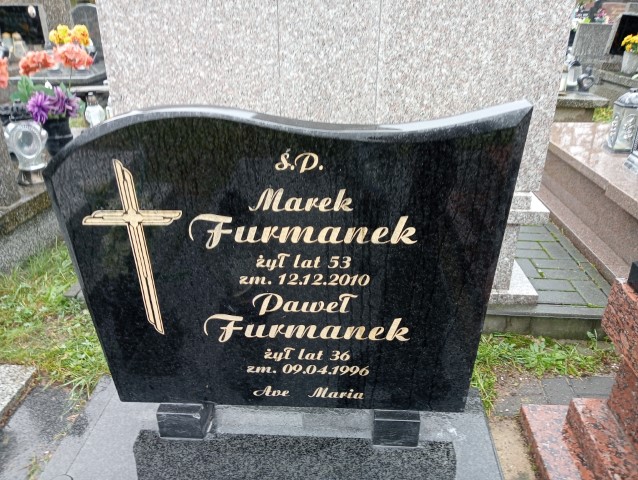 Ś.P.
Marek
Furmanek
żył lat 53
zm. 12.12.2010
Paweł
Furmanek
żył lat 36
zm. 09.04.1996
Ave Maria